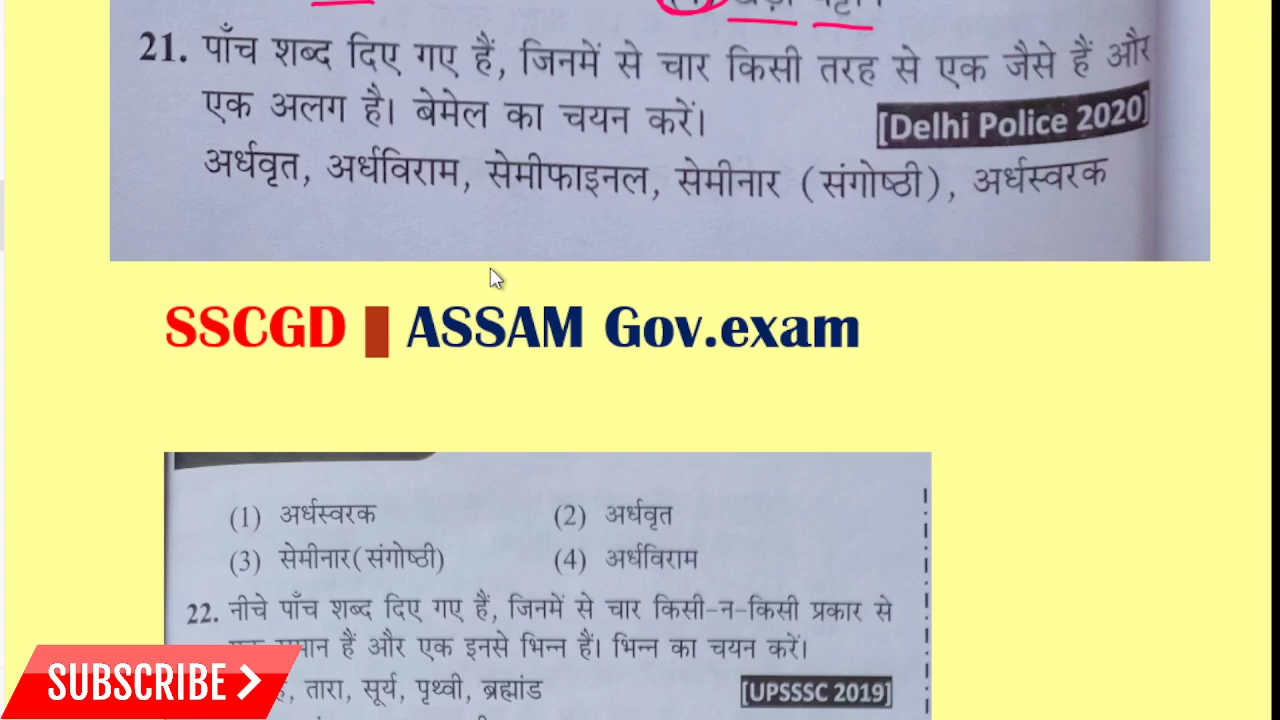 21. पाँच शब्द दिए गए हैं, जिनमें से चार किसी तरह से एक जैसे हैं और
एक अलग है। बेमेल का चयन करें।
[Delhi Police 2020]
अर्धवृत, अर्धविराम, सेमीफाइनल, सेमीनार (संगोष्ठी), अर्धस्वरक
SSCGD ASSAM Gov.exam
(1) अर्धस्वरक (2) अर्धवृत
(3) सेमीनार(संगोष्ठी) (4) अर्धविराम
22. नीचे पाँच शब्द दिए गए हैं, जिनमें से चार किसी-न-किसी प्रकार से
हैं और एक इनसे भिन्न हैं। भिन्न का चयन करें।
SUBSCRIBE
तारा, सूर्य, पृथ्वी, ब्रह्मांड [UPSSSC 2019]